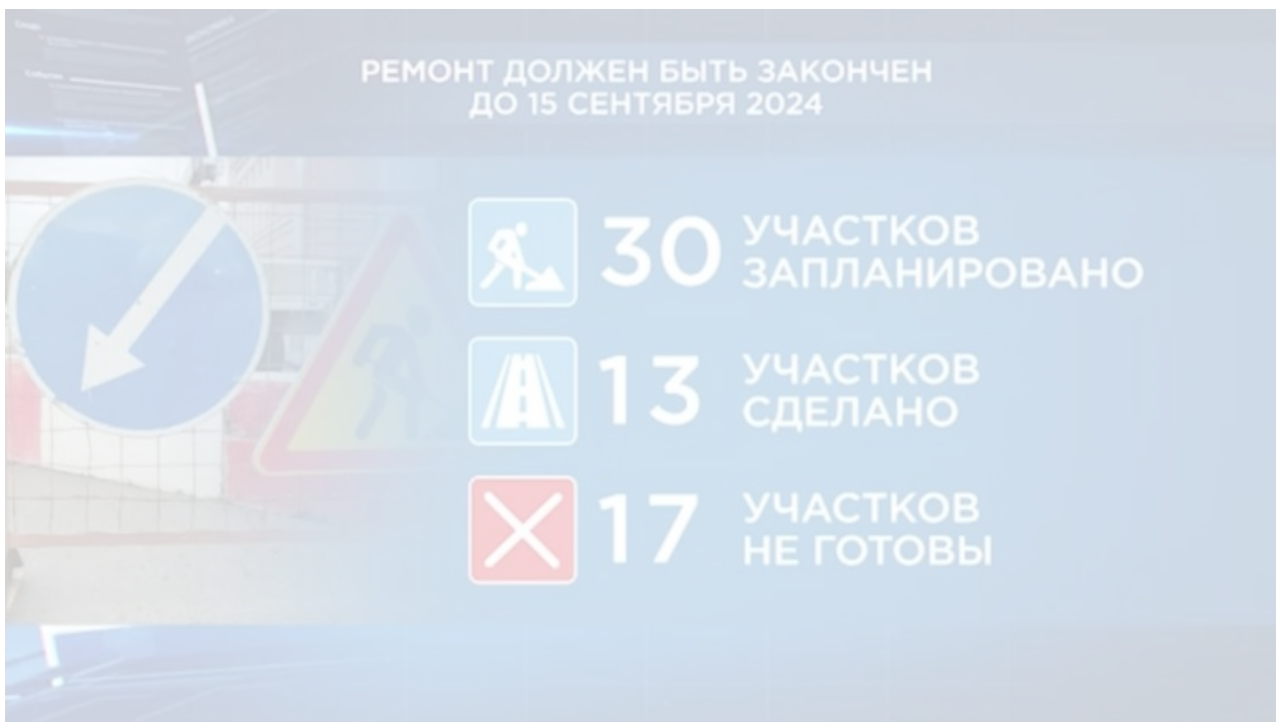 РЕМОНТ ДОЛЖЕН БЫТЬ ЗАКОНЧЕН
ДО 15 СЕНТЯБРЯ 2024
30 УЧАСТКОВ
ЗАПЛАНИРОВАНО
13 УЧАСТКОВ
СДЕЛАНО
17 УЧАСТКОВ
НЕ ГОТОВЫ